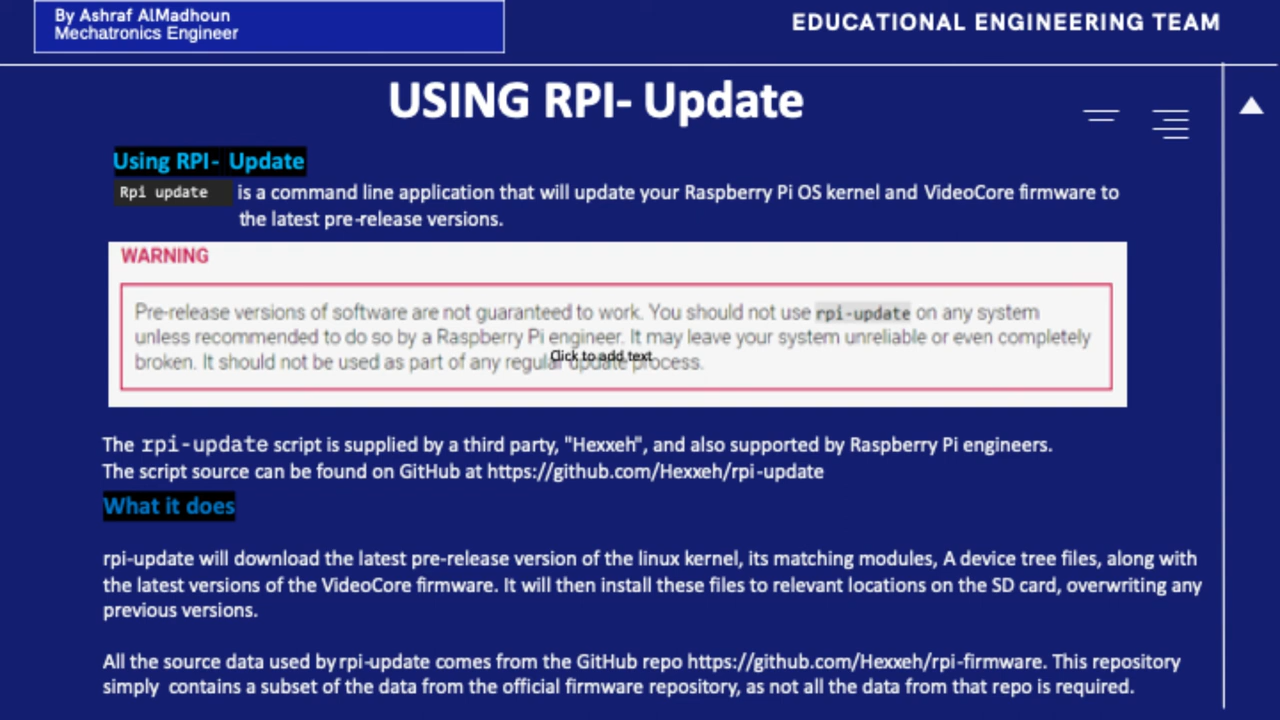 By Ashraf AlMadhoun
Mechatronics Engineer
EDUCATIONAL ENGINEERING TEAM
USING RPI- Update
Using RPI- Update
Rpi update is a command line application that will update your Raspberry Pi OS kernel and VideoCore firmware to
the latest pre-release versions.
WARNING
Pre-release versions of software are not guaranteed to work. You should not use rpi-update on any system
unless recommended to do so by a Raspberry Pi engineer. It may leave your system unreliable or even completely
broken. It should not be used as part of any regular update process.
Click to add text
The rpi-update script is supplied by a third party, "Hexxeh", and also supported by Raspberry Pi engineers.
The script source can be found on GitHub at https://github.com/Hexxeh/rpi-update
What it does
rpi-update will download the latest pre-release version of the linux kernel, its matching modules, A device tree files, along with
the latest versions of the VideoCore firmware. It will then install these files to relevant locations on the SD card, overwriting any
previous versions.
All the source data used by rpi-update comes from the GitHub repo https://github.com/Hexxeh/rpi-firmware. This repository
simply contains a subset of the data from the official firmware repository, as not all the data from that repo is required.